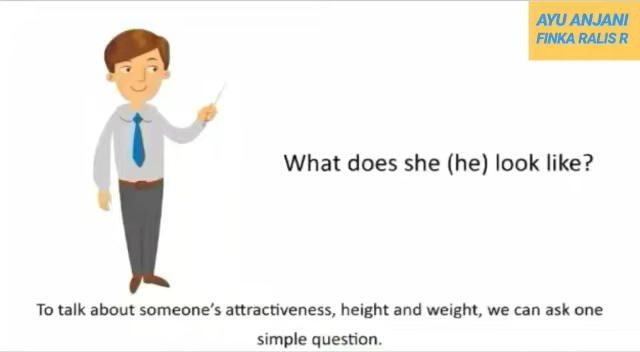 AYU ANJANI
FINKA RALIS R
What does she (he) look like?
To talk about someone's attractiveness, height and weight, we can ask one
simple question.